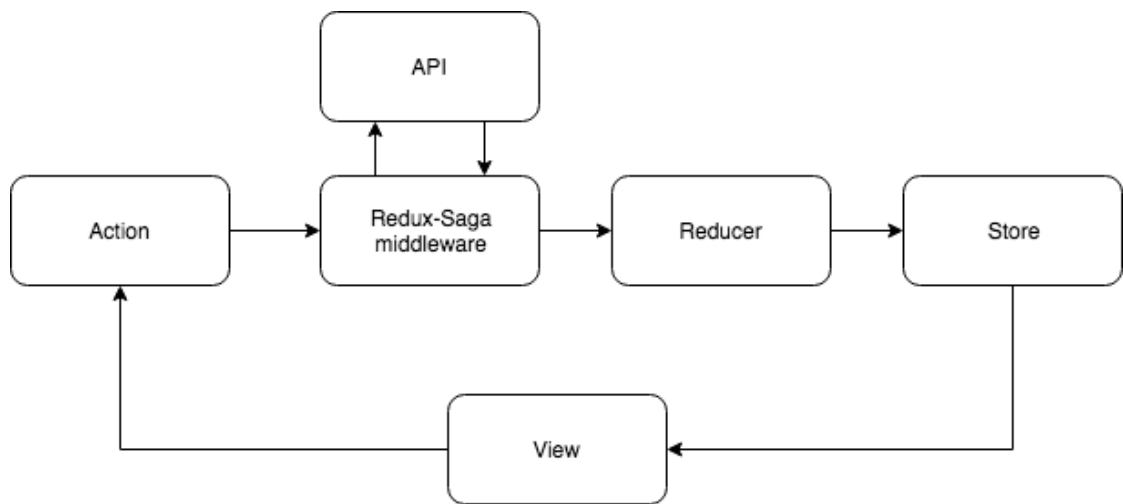 API
Action
Redux-Saga
middleware
Reducer
Store
View